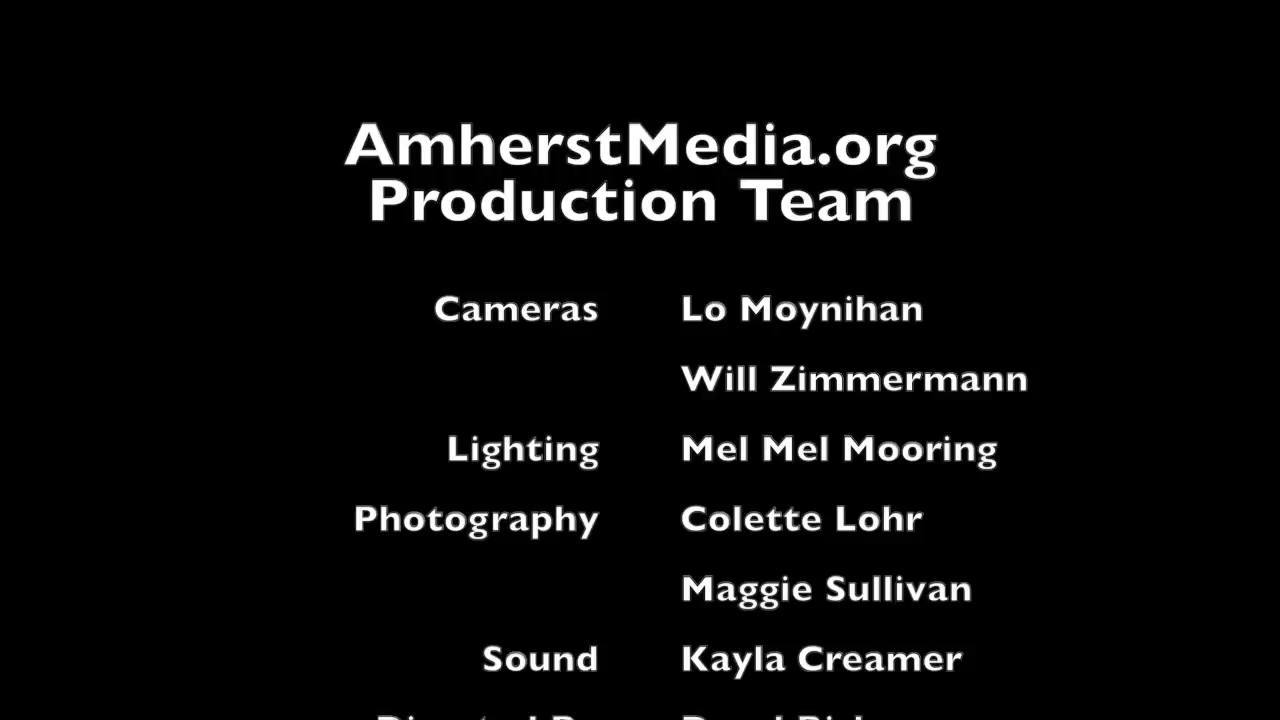 AmherstMedia.org
Production Team
Cameras Lo Moynihan
Will Zimmermann
Lighting Mel Mel Mooring
Photography Colette Lohr
Maggie Sullivan
Sound Kayla Creamer